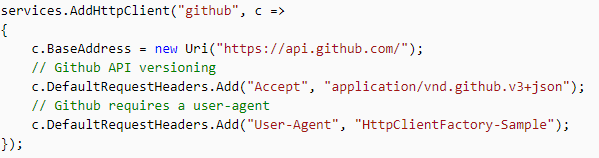 services.AddHttpClient("github", c =>
{
    c.BaseAddress = new Uri("https://api.github.com/");
    // Github API versioning
    c.DefaultRequestHeaders.Add("Accept", "application/vnd.github.v3+json");
    // Github requires a user-agent
    c.DefaultRequestHeaders.Add("User-Agent", "HttpClientFactory-Sample");
});